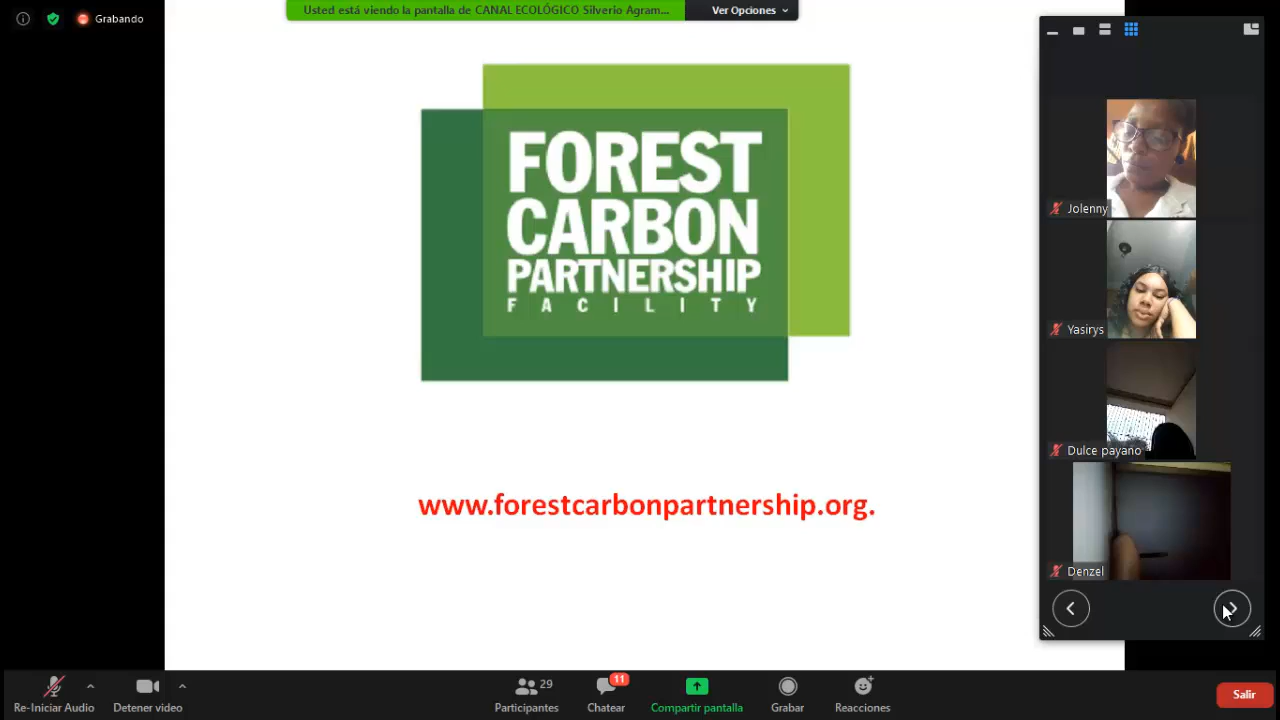 Grabando
Usted está viendo la pantalla de CANAL ECOLÓGICO Silverio Agram...
Ver Opciones
FOREST
CARBON
PARTNERSHIP
FACILITY
www.forestcarbonpartnership.org.
Jolenny
Yasirys
Dulce payano
Denzel
Re-Iniciar Audio
Detener video
29
Participantes
11
Chatear
Compartir pantalla
Grabar
Reacciones
Salir